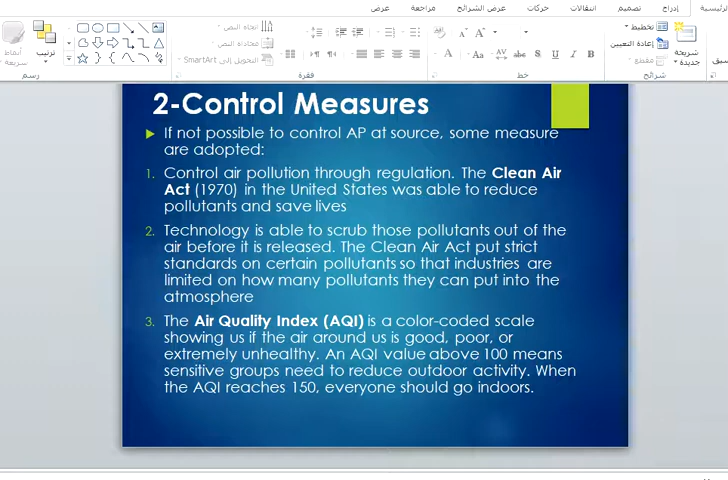 إدراج
تصميم
انتقالات
حركات
عرض الشرائح
مراجعة
عرض
تخطيط
إعادة التعيين
مقطع
شريحة
جديدة
شرائح
خط
اتجاه النص
محاذاة النص
التحويل إلى SmartArt
فقرة
ترتيب
أنماط
سريعة
رسم
2-Control Measures
If not possible to control AP at source, some measure
are adopted:
1. Control air pollution through regulation. The Clean Air
Act (1970) in the United States was able to reduce
pollutants and save lives
2. Technology is able to scrub those pollutants out of the
air before it is released. The Clean Air Act put strict
standards on certain pollutants so that industries are
limited on how many pollutants they can put into the
atmosphere
3. The Air Quality Index (AQI) is a color-coded scale
showing us if the air around us is good, poor, or
extremely unhealthy. An AQI value above 100 means
sensitive groups need to reduce outdoor activity. When
the AQI reaches 150, everyone should go indoors.